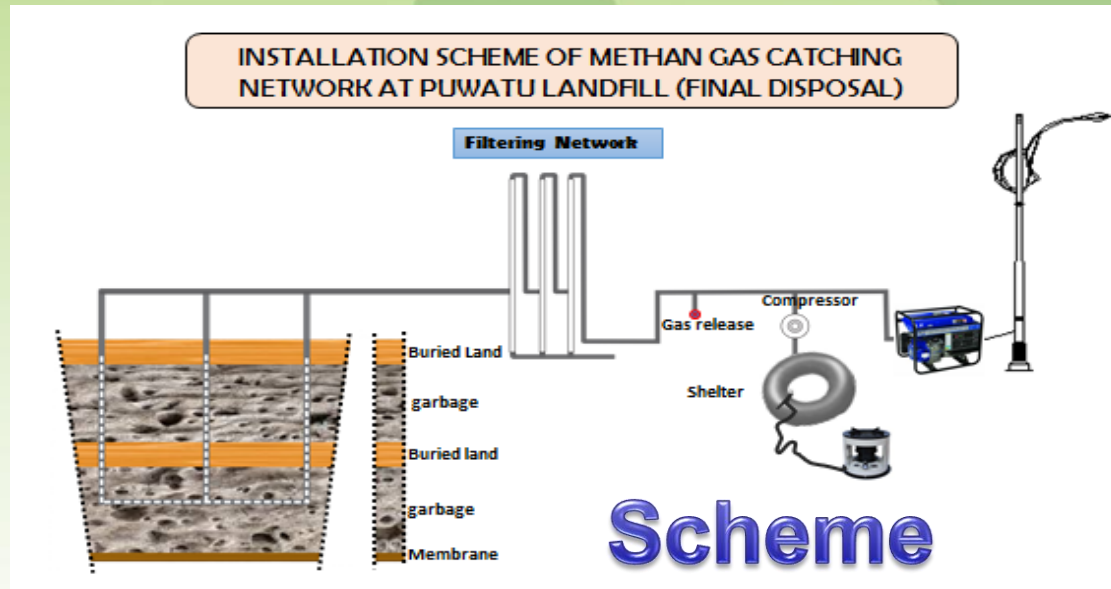 INSTALLATION SCHEME OF METHAN GAS CATCHING
NETWORK AT PUWATU LANDFILL (FINAL DISPOSAL)
Filtering Network
Compressor
Gas release
Buried Land
Shelter
garbage
Buried land
garbage
Membrane
Scheme